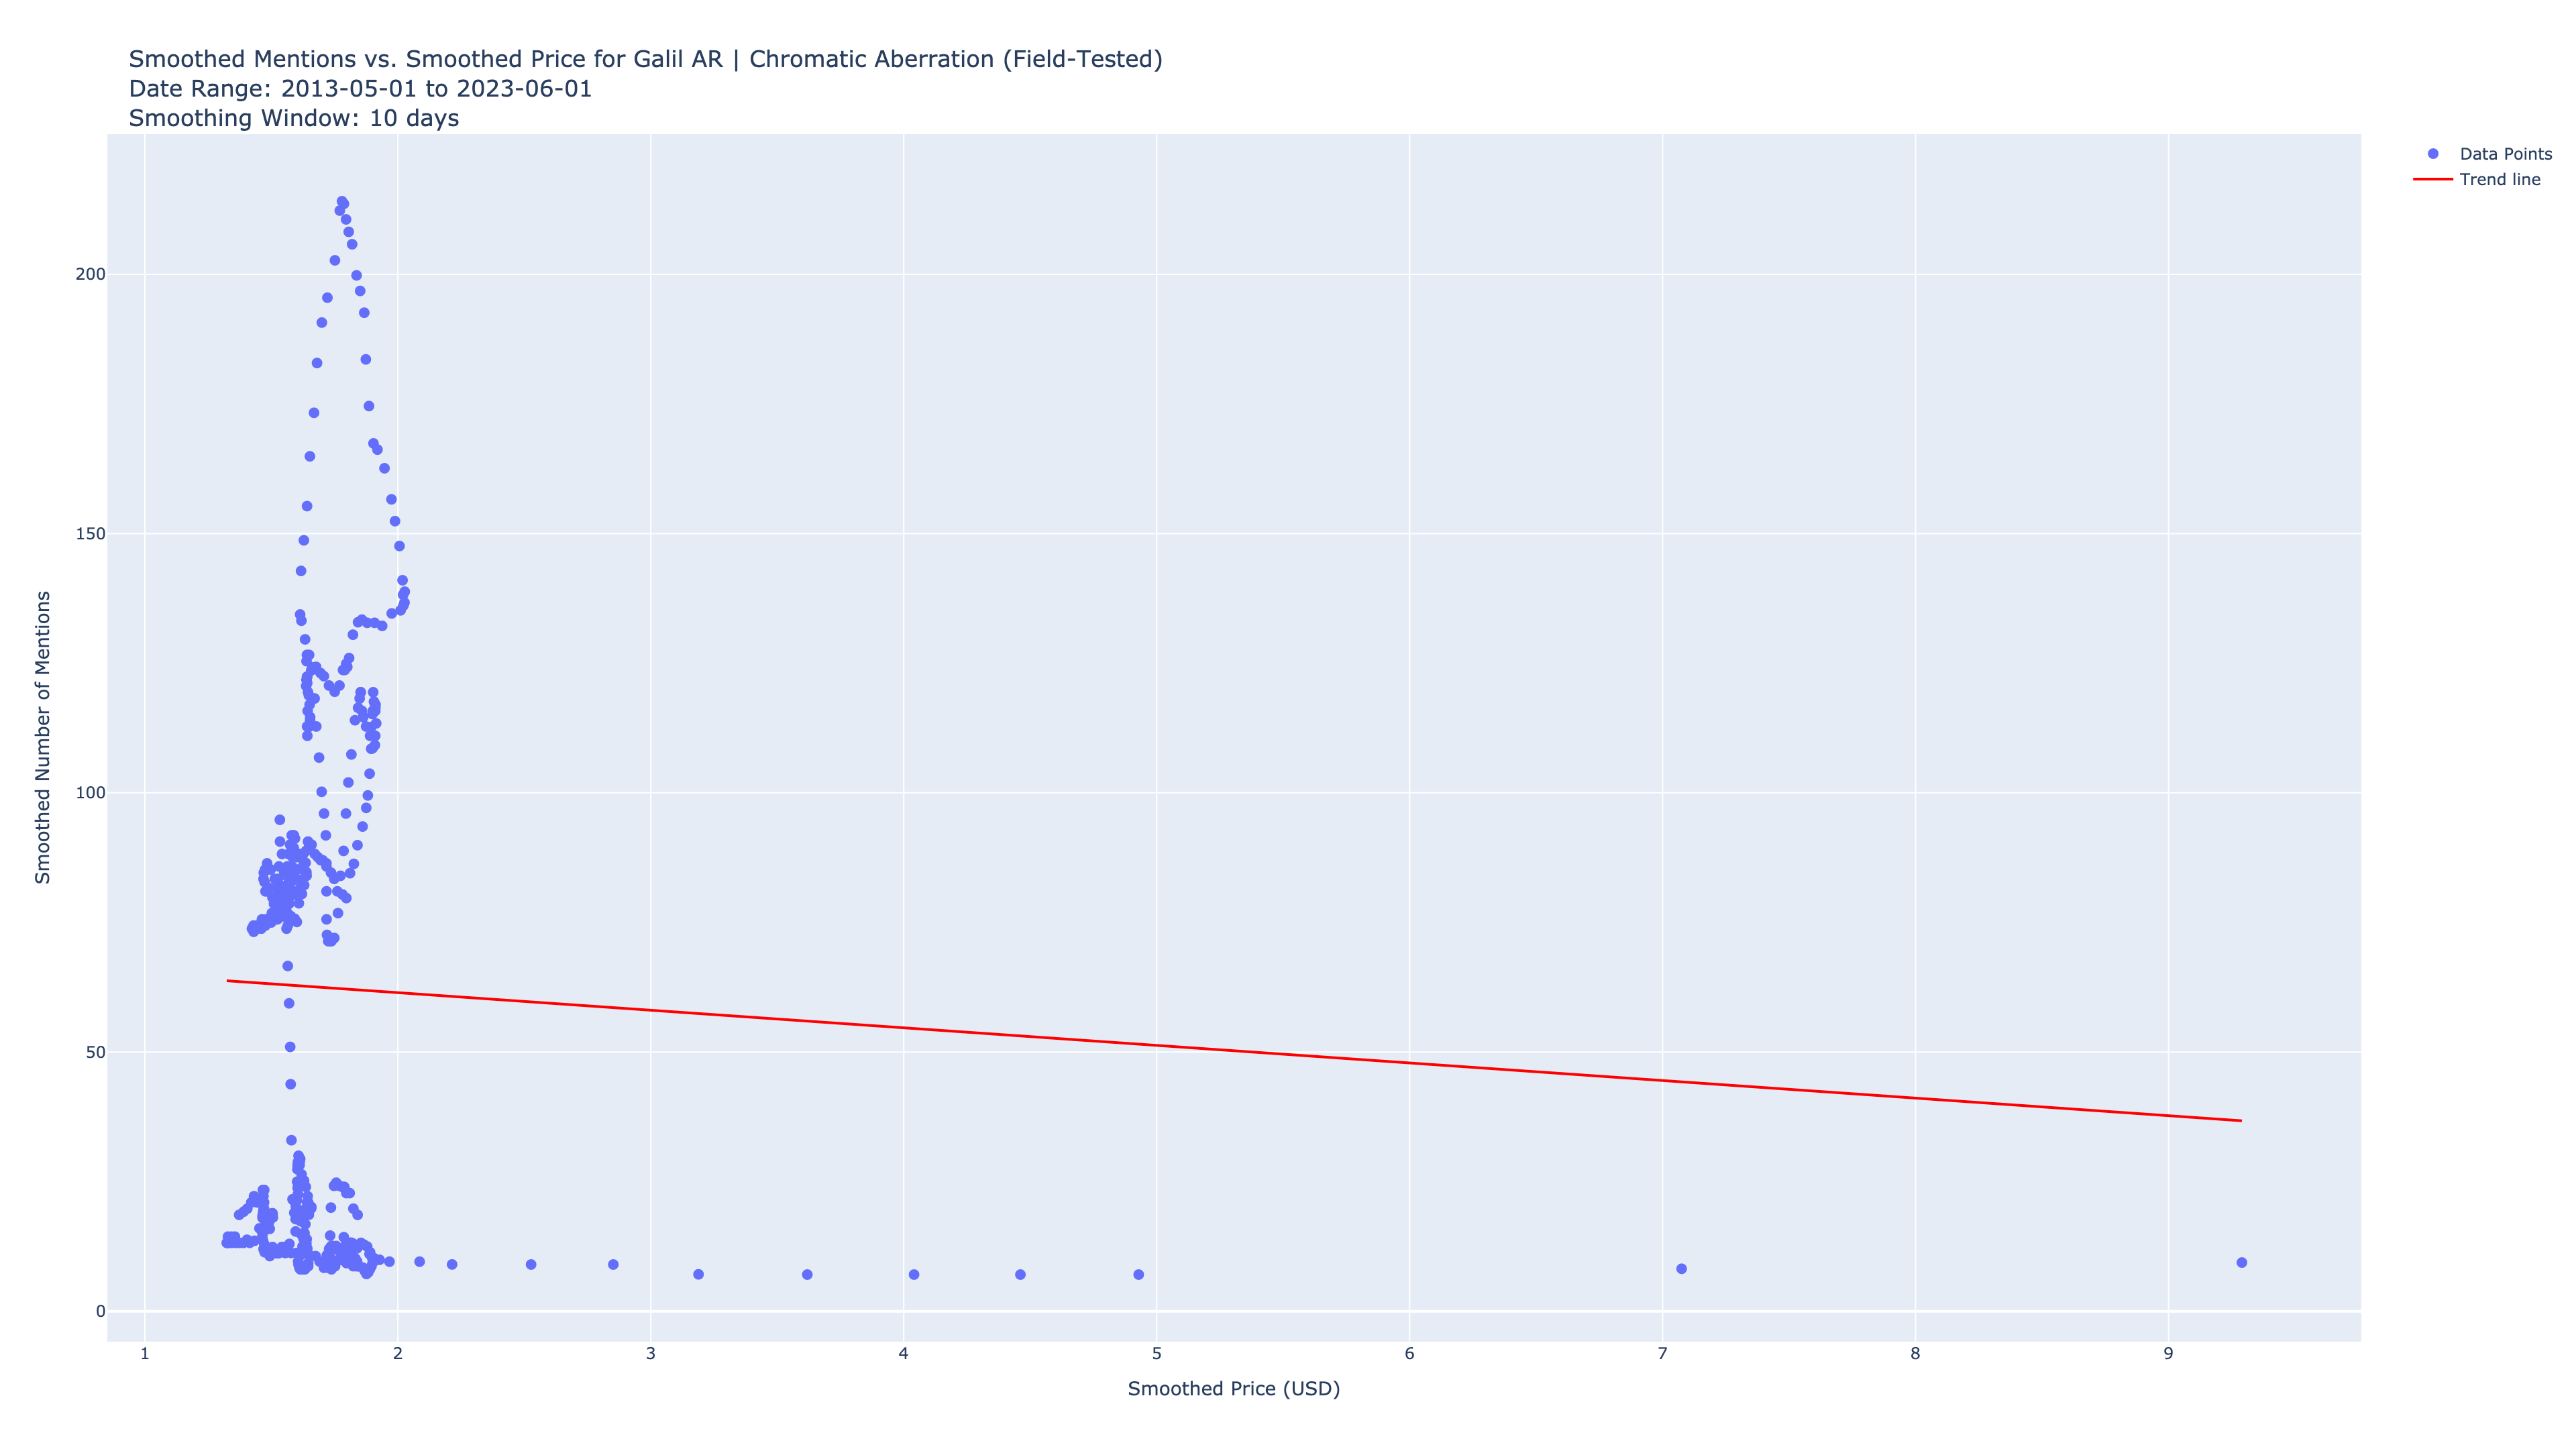 Smoothed Mentions vs. Smoothed Price for Galil AR | Chromatic Aberration (Field-Tested)
Date Range: 2013-05-01 to 2023-06-01
Smoothing Window: 10 days
Data Points
Trend line
Smoothed Number of Mentions
200
150
100
50
0
1 2 3 4 5 6 7 8 9
Smoothed Price (USD)